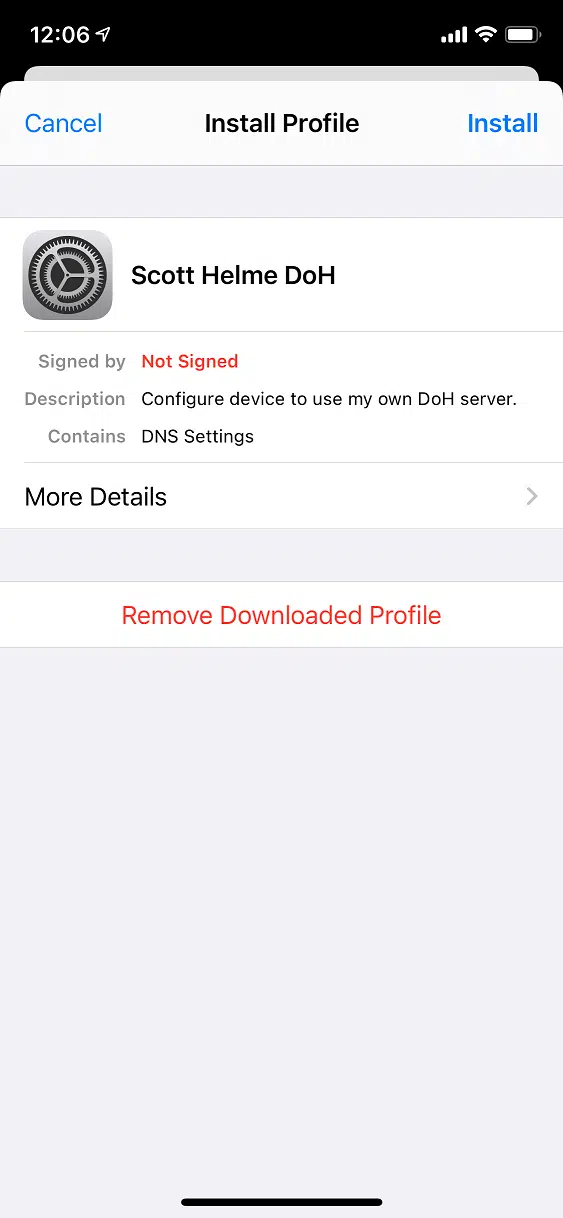 12:06
Cancel Install Profile Install
Scott Helme DoH
Signed by Not Signed
Description Configure device to use my own DoH server.
Contains DNS Settings
More Details
Remove Downloaded Profile